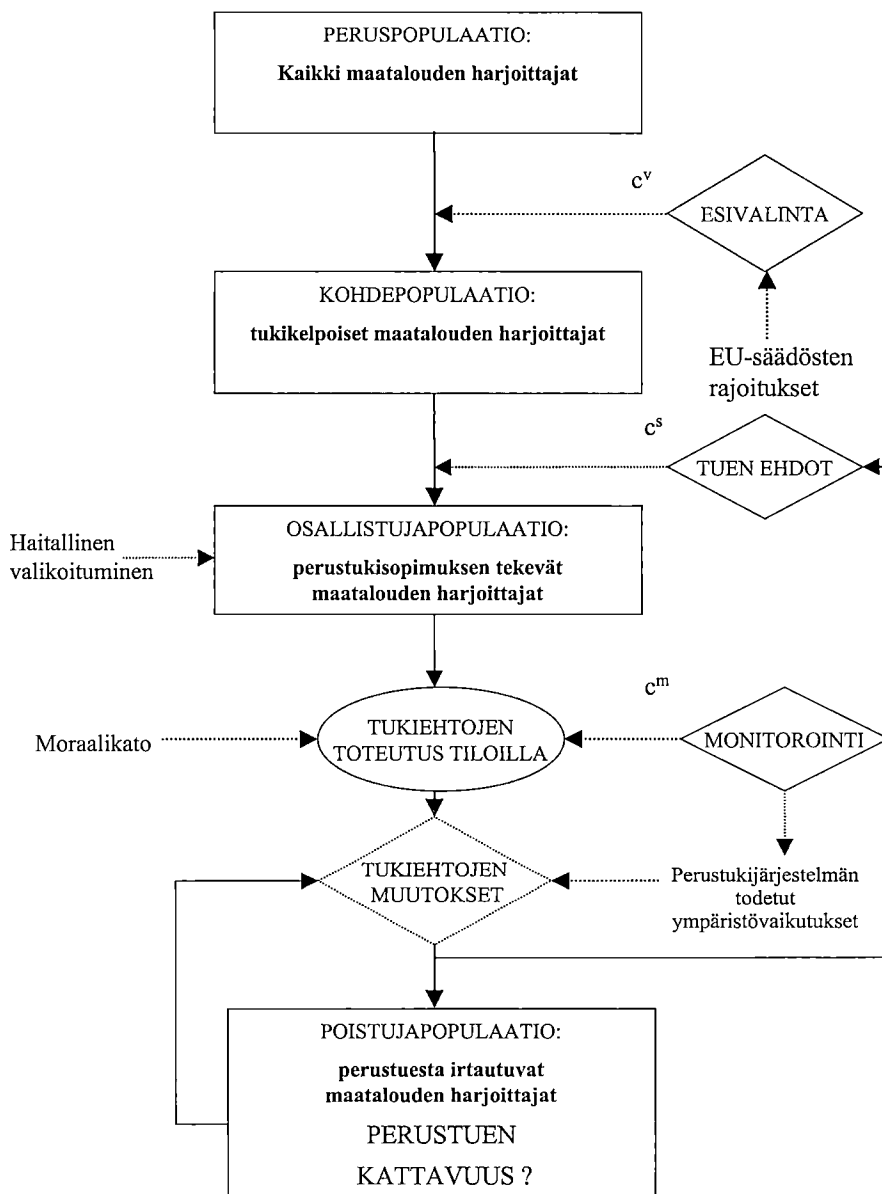 PERUSPOPULAATIO:
Kaikki maatalouden harjoittajat
c^v
ESIVALINTA
KOHDEPOPULAATIO:
tukikelpoiset maatalouden harjoittajat
EU-säädösten
rajoitukset
c^s
TUEN EHDOT
OSALLISTUJAPOPULAATIO:
perustukisopimuksen tekevät
maatalouden harjoittajat
Haitallinen
valikoituminen
c^m
TUKIEHTOJEN
TOTEUTUS TILOILLA
Moraalikato
MONITOROINTI
TUKIEHTOJEN
MUUTOKSET
Perustukijärjestelmän
todetut
ympäristövaikutukset
POISTUJAPOPULAATIO:
perustuesta irtautuvat
maatalouden harjoittajat
PERUSTUEN
KATTAVUUS ?